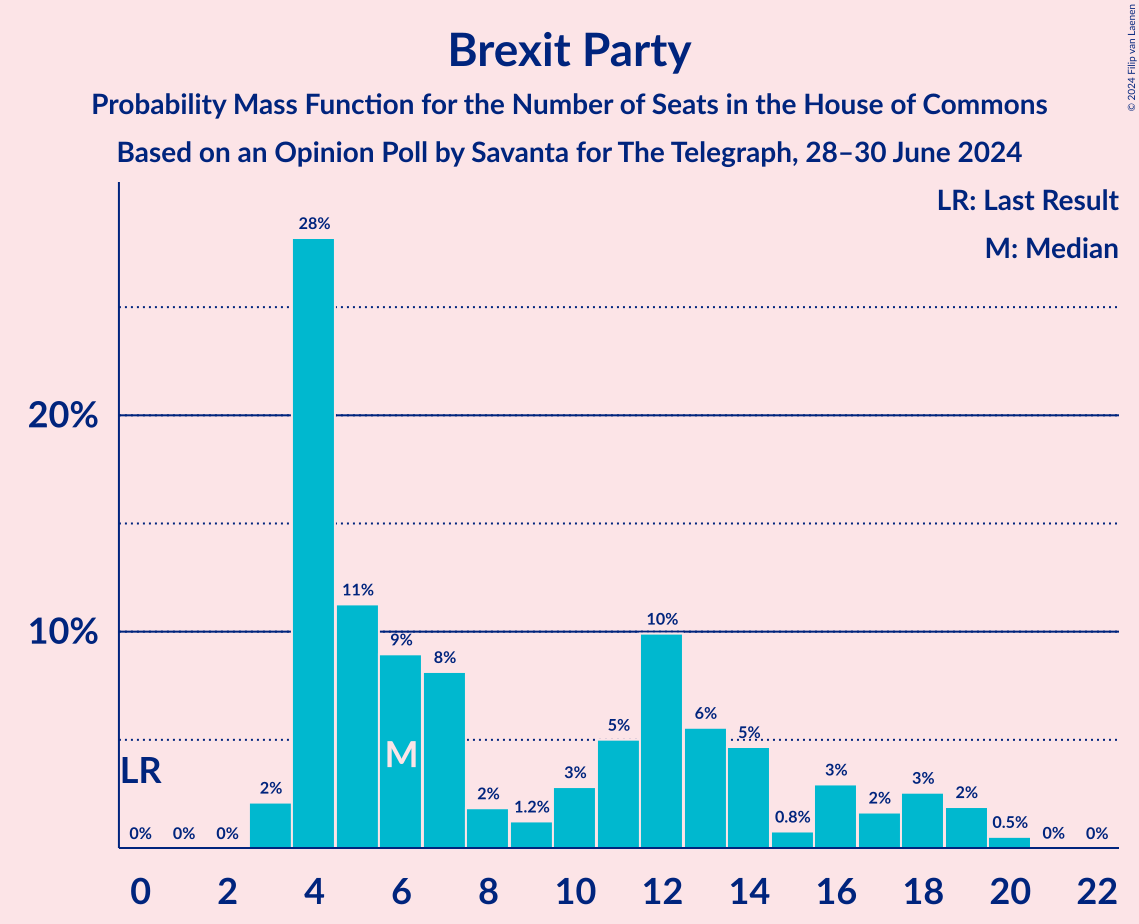 Brexit Party
Probability Mass Function for the Number of Seats in the House of Commons
Based on an Opinion Poll by Savanta for The Telegraph, 28–30 June 2024
© 2024 Filip van Laenen
LR: Last Result
M: Median
20%
10%
LR
M
0%
0%
0%
2%
28%
11%
9%
8%
2%
1.2%
3%
5%
10%
6%
5%
0.8%
3%
2%
3%
2%
0.5%
0%
0%
0 2 4 6 8 10 12 14 16 18 20 22